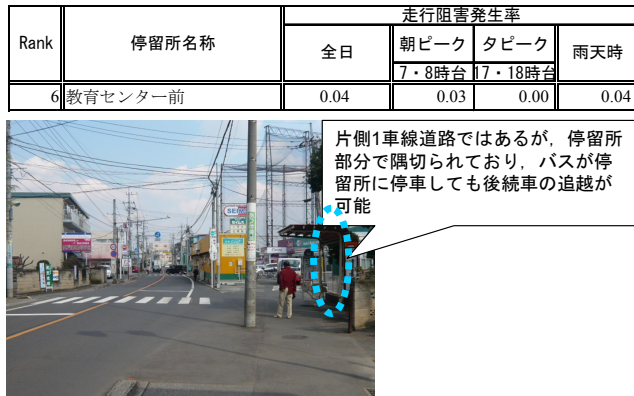 走行阻害発生率
Rank 停留所名称 全日 朝ピーク 夕ピーク 雨天時
7・8時台 17・18時台
6 教育センター前 0.04 0.03 0.00 0.04
片側1車線道路ではあるが，停留所
部分で隅切られており，バスが停
留所に停車しても後続車の追越が
可能